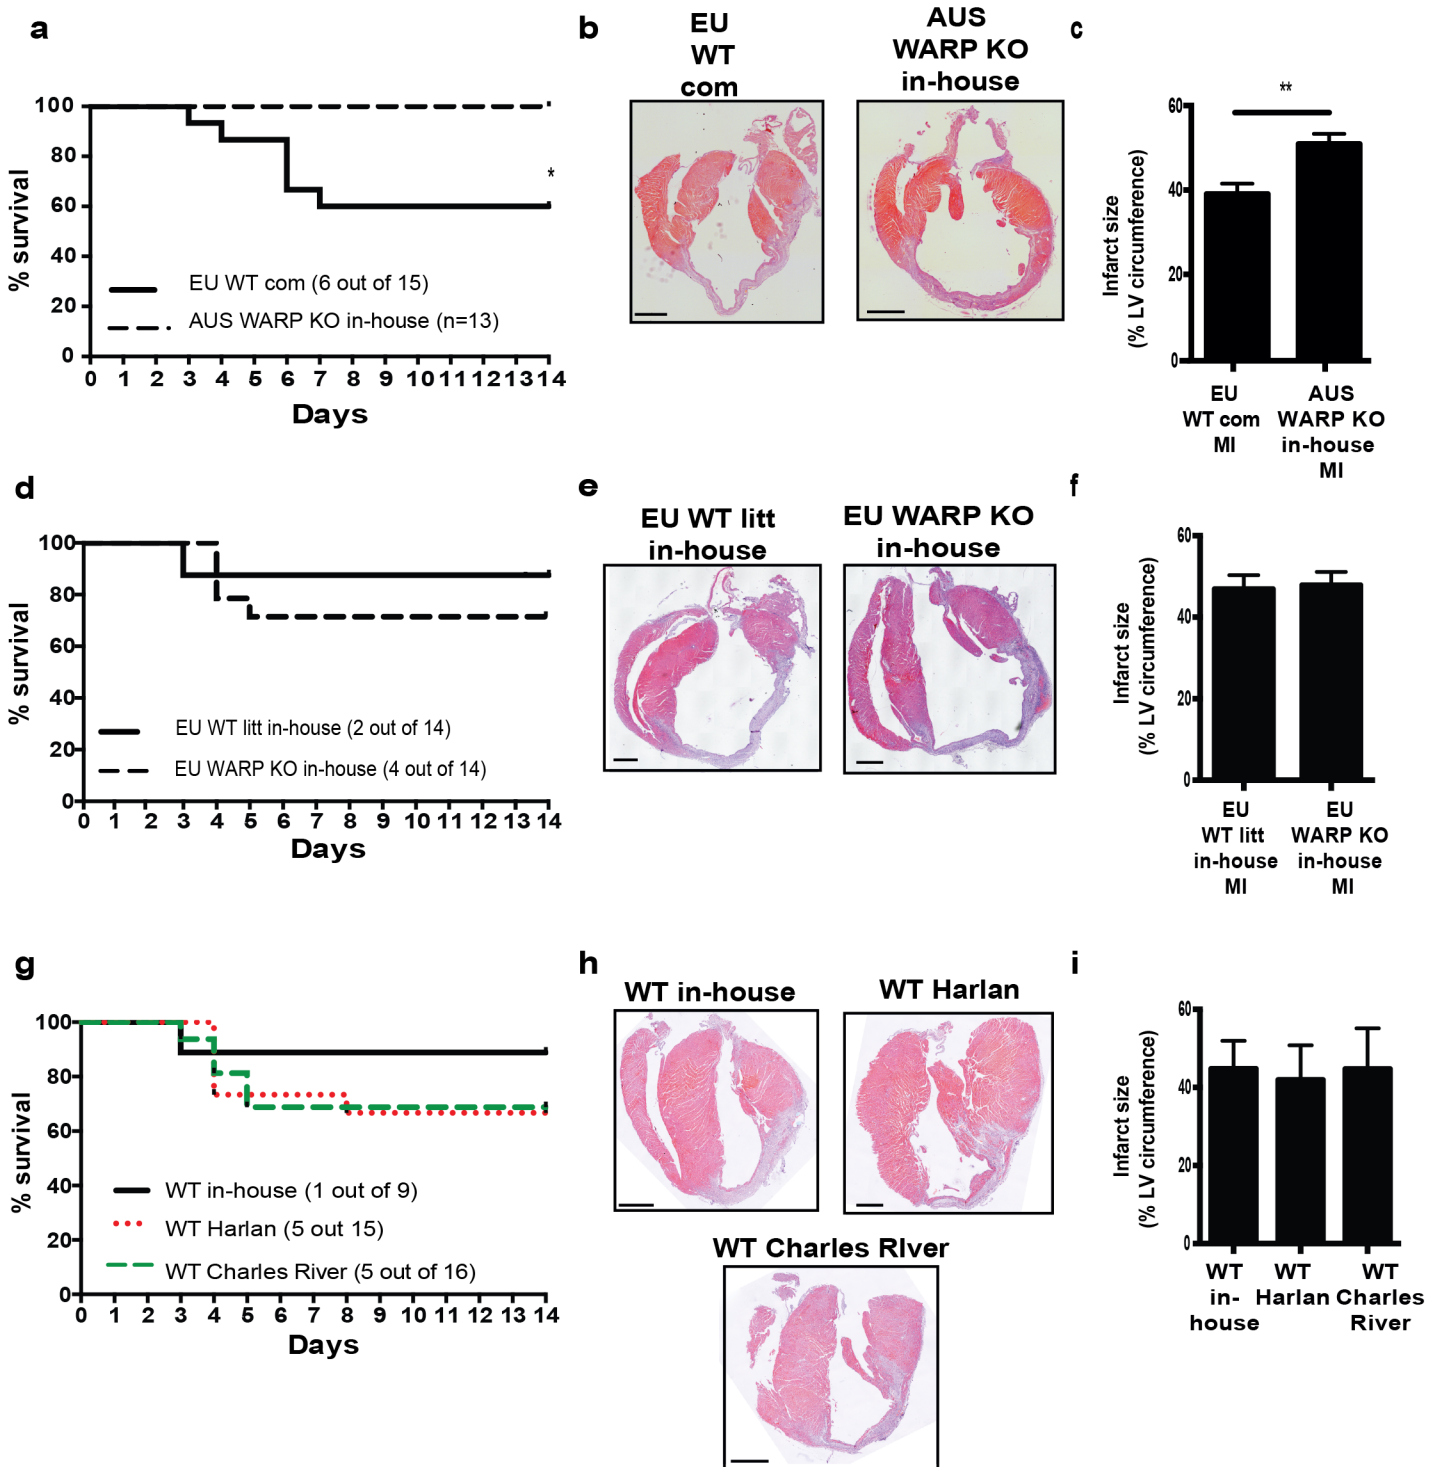 a
100
80
60
40
20
0
% survival
*
EU WT com (6 out of 15)
AUS WARP KO in-house (n=13)
0 1 2 3 4 5 6 7 8 9 10 11 12 13 14
Days
b
EU
WT
com
AUS
WARP KO
in-house
c
**
60
40
20
0
Infarct size
(% LV circumference)
EU
WT com
MI
AUS
WARP KO
in-house
MI
d
100
80
60
40
20
0
% survival
EU WT litt in-house (2 out of 14)
EU WARP KO in-house (4 out of 14)
0 1 2 3 4 5 6 7 8 9 10 11 12 13 14
Days
e
EU WT litt
in-house
EU WARP KO
in-house
f
60
40
20
0
Infarct size
(% LV circumference)
EU
WT litt
in-house
MI
EU
WARP KO
in-house
MI
g
100
80
60
40
20
0
% survival
WT in-house (1 out of 9)
WT Harlan (5 out 15)
WT Charles River (5 out of 16)
0 1 2 3 4 5 6 7 8 9 10 11 12 13 14
Days
h
WT in-house
WT Harlan
WT Charles RIver
i
60
40
20
0
Infarct size
(% LV circumference)
WT
in-
house
WT
Harlan
WT
Charles
River